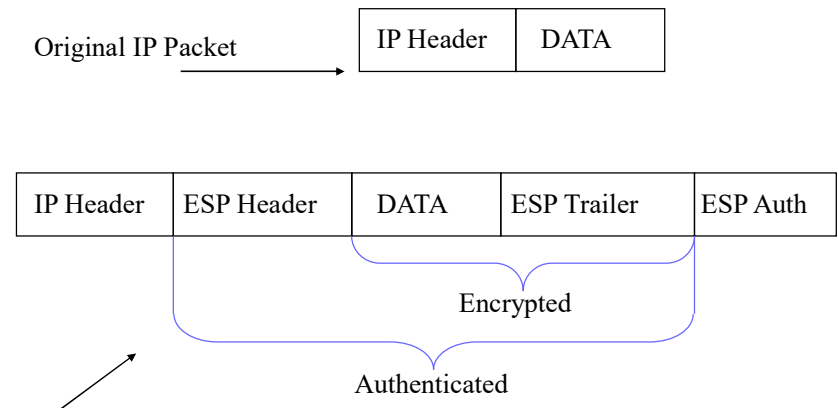 Original IP Packet
IP Header DATA
IP Header ESP Header DATA ESP Trailer ESP Auth
Encrypted
Authenticated